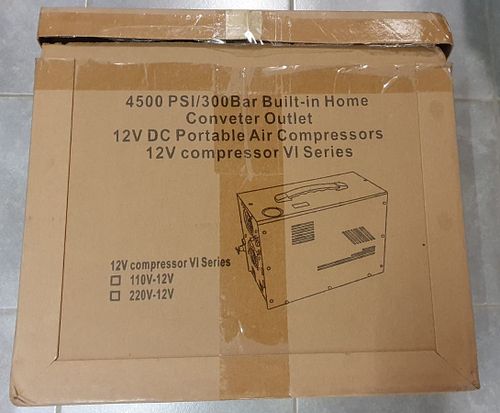 4500 PSI/300Bar Built-in Home
Conveter Outlet
12V DC Portable Air Compressors
12V compressor VI Series
12V compressor VI Series
110V-12V
220V-12V